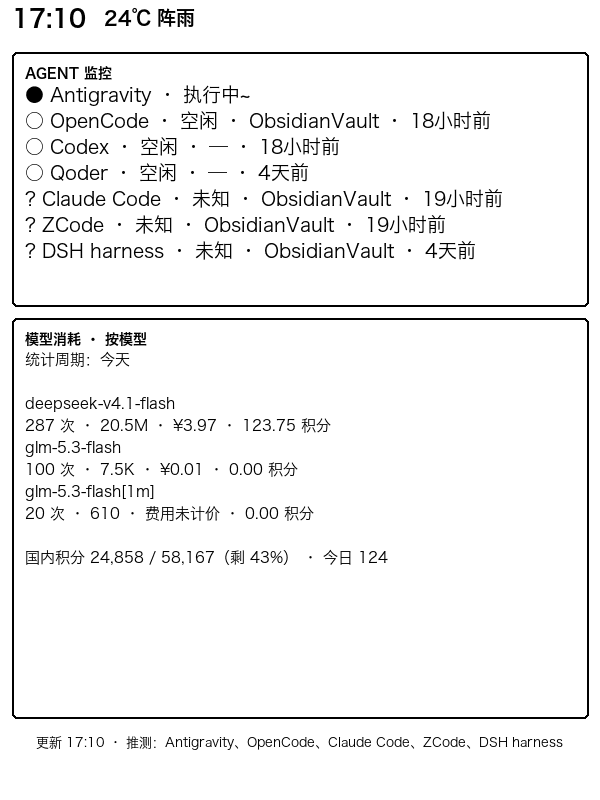 17:10 24℃ 阵雨
AGENT 监控
● Antigravity · 执行中~
○ OpenCode · 空闲 · ObsidianVault · 18小时前
○ Codex · 空闲 · — · 18小时前
○ Qoder · 空闲 · — · 4天前
? Claude Code · 未知 · ObsidianVault · 19小时前
? ZCode · 未知 · ObsidianVault · 19小时前
? DSH harness · 未知 · ObsidianVault · 4天前
模型消耗 · 按模型
统计周期: 今天
deepseek-v4.1-flash
287 次 · 20.5M · ¥3.97 · 123.75 积分
glm-5.3-flash
100 次 · 7.5K · ¥0.01 · 0.00 积分
glm-5.3-flash[1m]
20 次 · 610 · 费用未计价 · 0.00 积分
国内积分 24,858 / 58,167（剩 43%） · 今日 124
更新 17:10 · 推测: Antigravity、OpenCode、Claude Code、ZCode、DSH harness